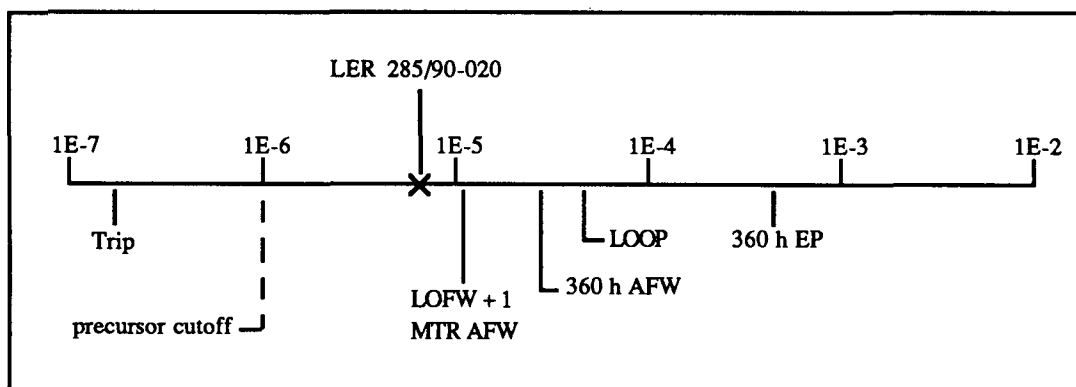 LER 285/90-020
1E-7 1E-6 1E-5 1E-4 1E-3 1E-2
Trip
LOOP
360 h EP
360 h AFW
LOFW + 1
MTR AFW
precursor cutoff